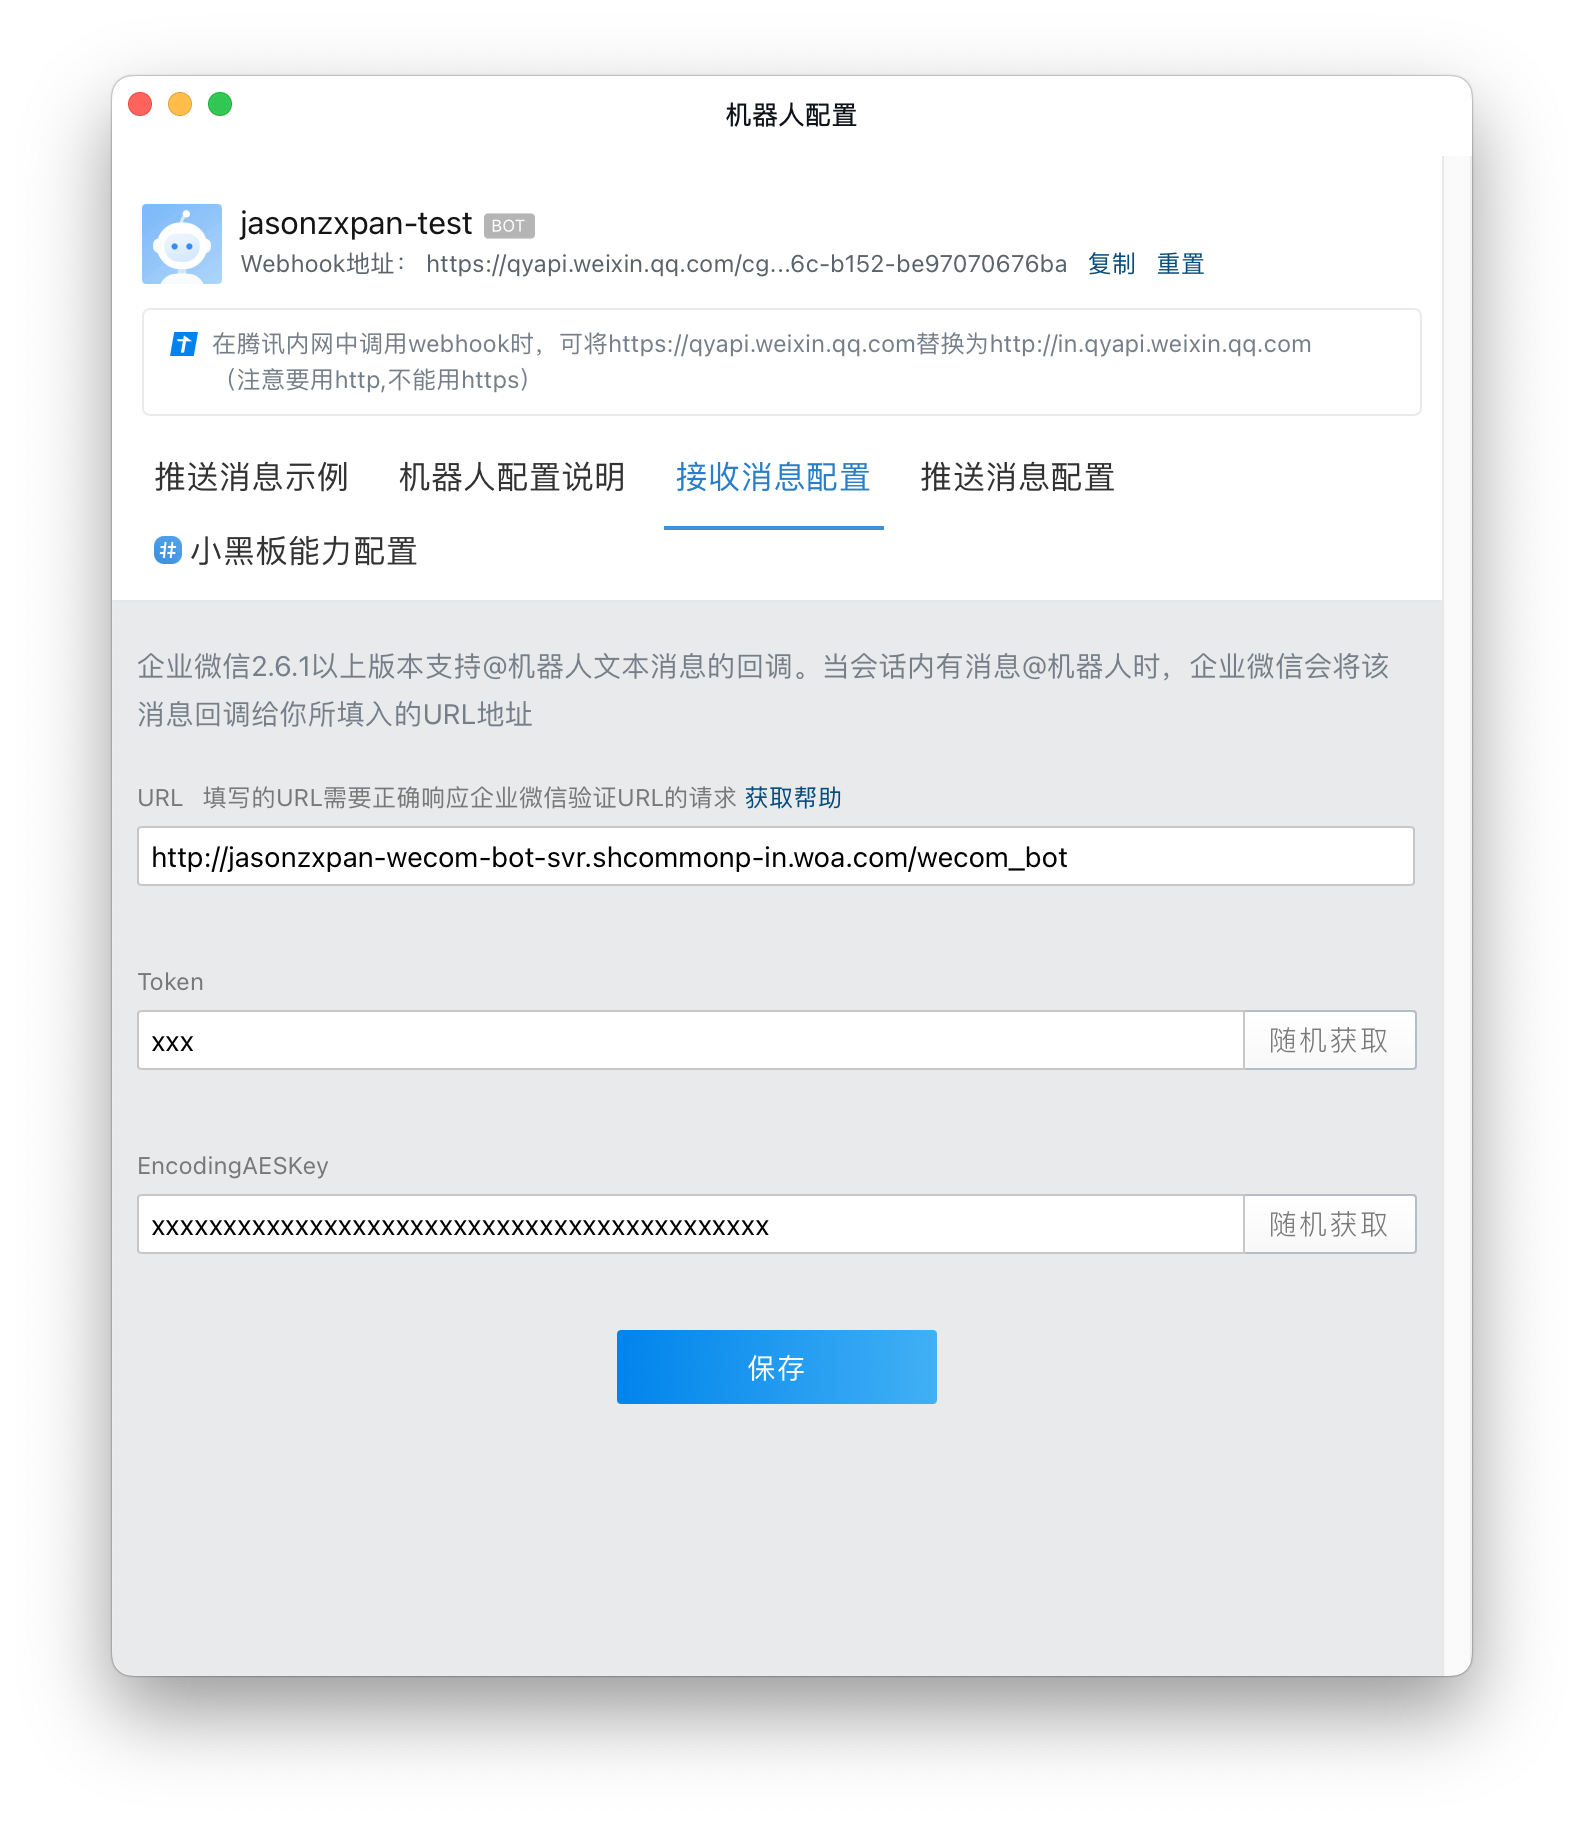 机器人配置
jasonzxpan-test BOT
Webhook地址： https://qyapi.weixin.qq.com/cg...6c-b152-be97070676ba 复制 重置
在腾讯内网中调用webhook时，可将https://qyapi.weixin.qq.com替换为http://in.qyapi.weixin.qq.com
（注意要用http,不能用https）
推送消息示例 机器人配置说明 接收消息配置 推送消息配置
小黑板能力配置
企业微信2.6.1以上版本支持@机器人文本消息的回调。当会话内有消息@机器人时，企业微信会将该
消息回调给你所填入的URL地址
URL 填写的URL需要正确响应企业微信验证URL的请求 获取帮助
http://jasonzxpan-wecom-bot-svr.shcommonp-in.woa.com/wecom_bot
Token
xxx 随机获取
EncodingAESKey
xxxxxxxxxxxxxxxxxxxxxxxxxxxxxxxxxxxxxxxxxxx 随机获取
保存